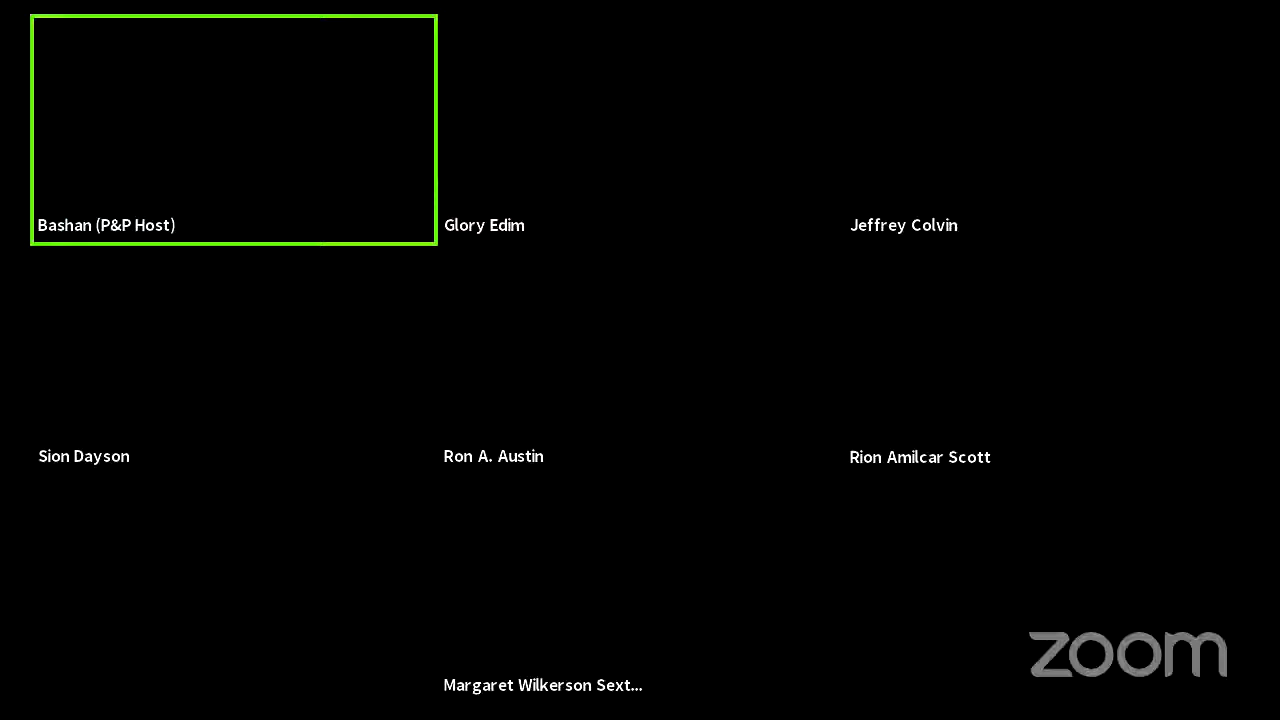 Bashan (P&P Host)
Glory Edim
Jeffrey Colvin
Sion Dayson
Ron A. Austin
Rion Amilcar Scott
Margaret Wilkerson Sext...
zoom